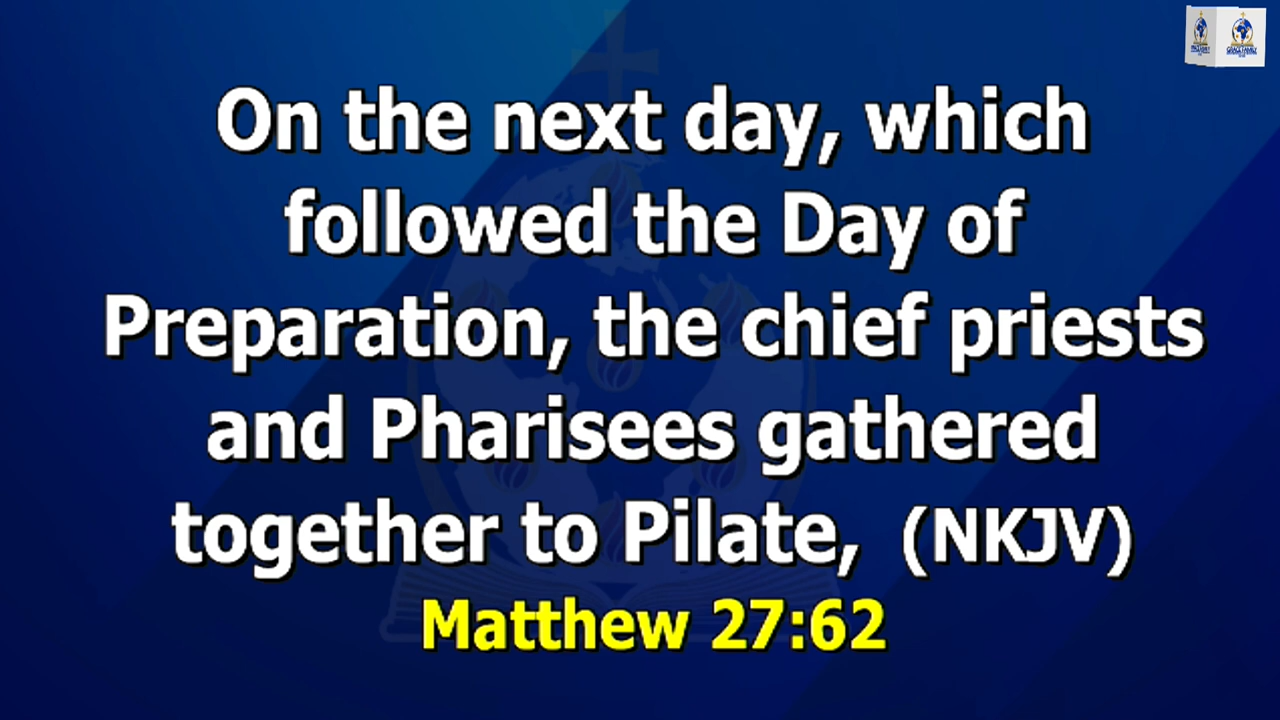 On the next day, which
followed the Day of
Preparation, the chief priests
and Pharisees gathered
together to Pilate,  (NKJV)
Matthew 27:62